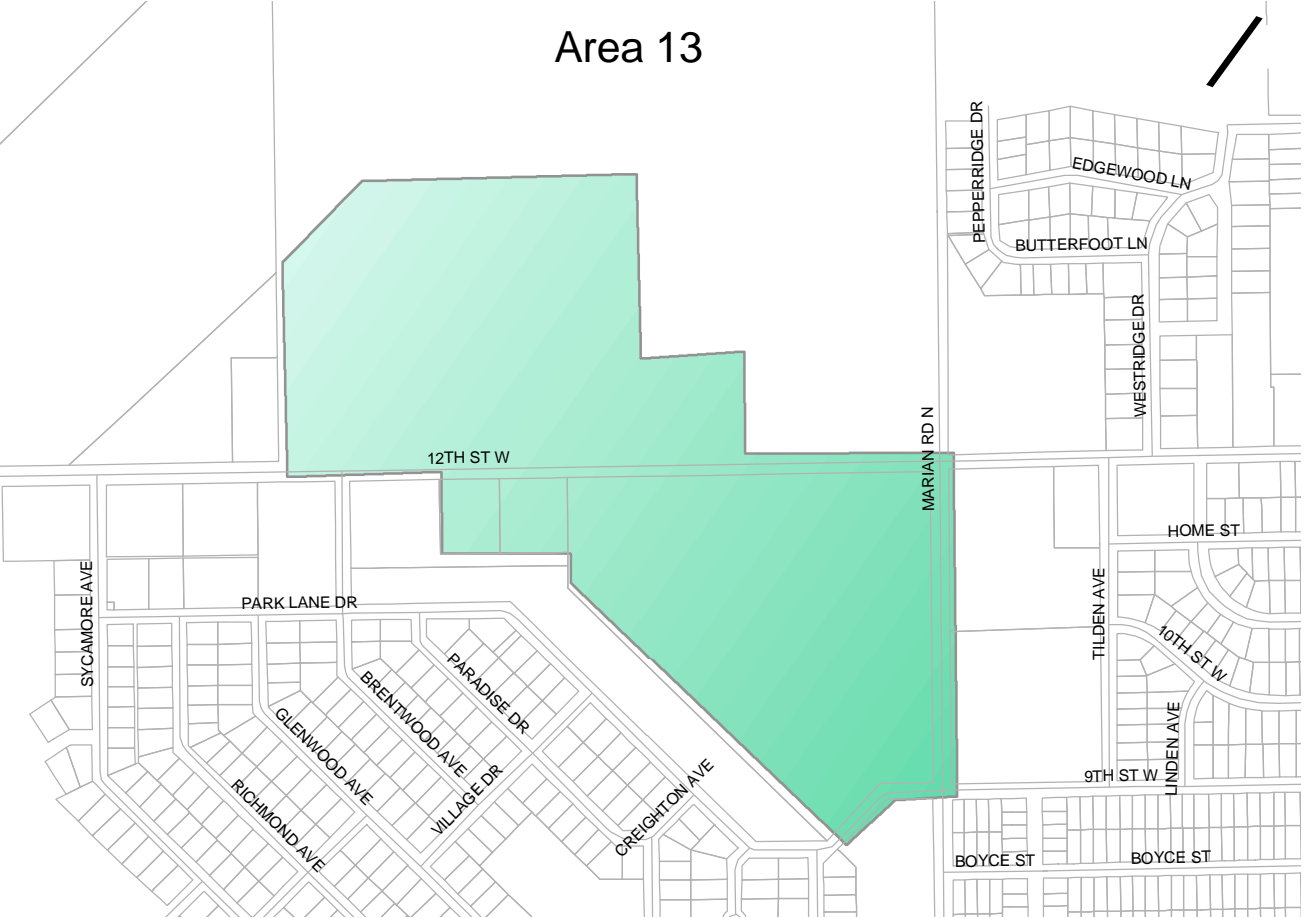 Area 13
PEPPERRIDGE DR
EDGEWOOD LN
BUTTERFOOT LN
WESTRIDGE DR
MARIAN RD N
12TH ST W
HOME ST
SYCAMORE AVE
PARK LANE DR
TILDEN AVE
10TH ST W
PARADISE DR
BRENTWOOD AVE
GLENWOOD AVE
LINDEN AVE
VILLAGE DR
CREIGHTON AVE
9TH ST W
RICHMOND AVE
BOYCE ST
BOYCE ST